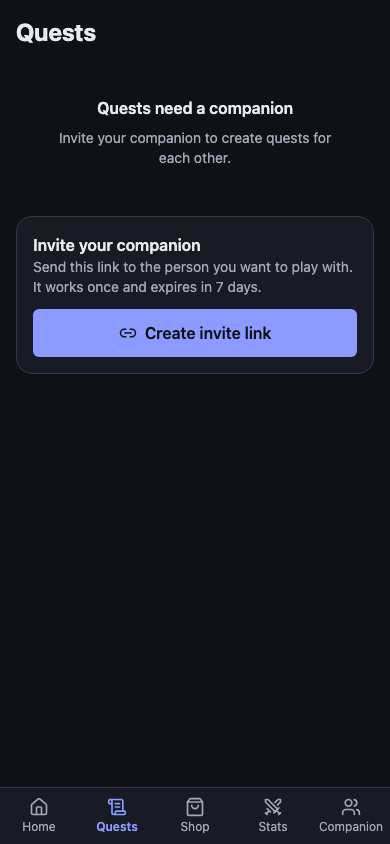 Quests
Quests need a companion
Invite your companion to create quests for
each other.
Invite your companion
Send this link to the person you want to play with.
It works once and expires in 7 days.
Create invite link
Home
Quests
Shop
Stats
Companion